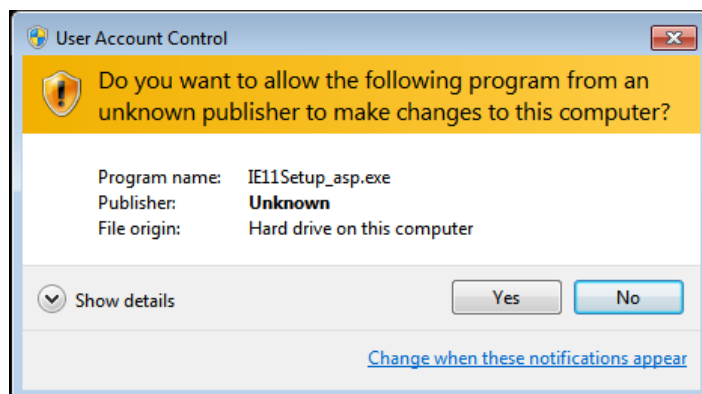 User Account Control
Do you want to allow the following program from an
unknown publisher to make changes to this computer?
Program name: IE11Setup_asp.exe
Publisher: Unknown
File origin: Hard drive on this computer
Show details Yes No
Change when these notifications appear